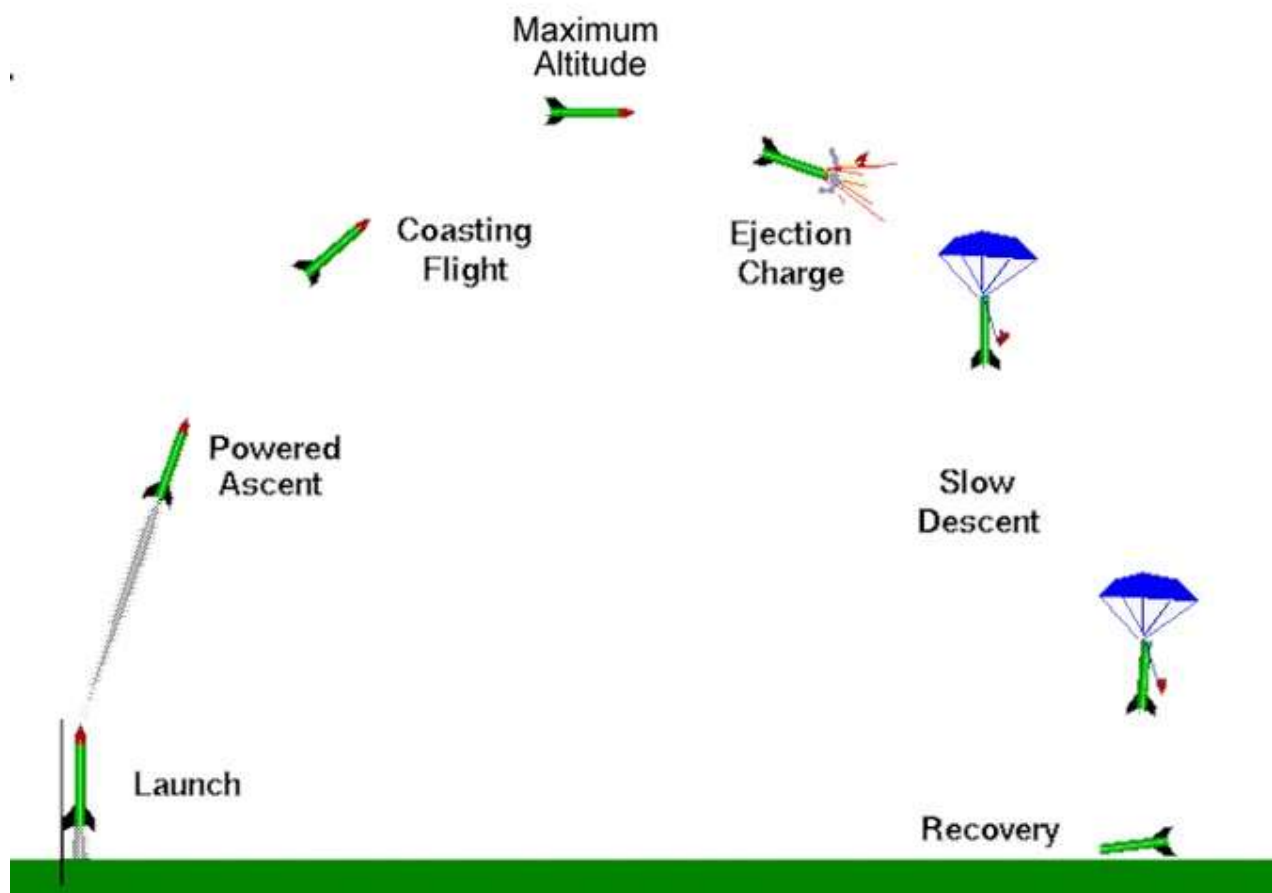 Maximum
Altitude
Coasting
Flight
Ejection
Charge
Powered
Ascent
Slow
Descent
Launch
Recovery